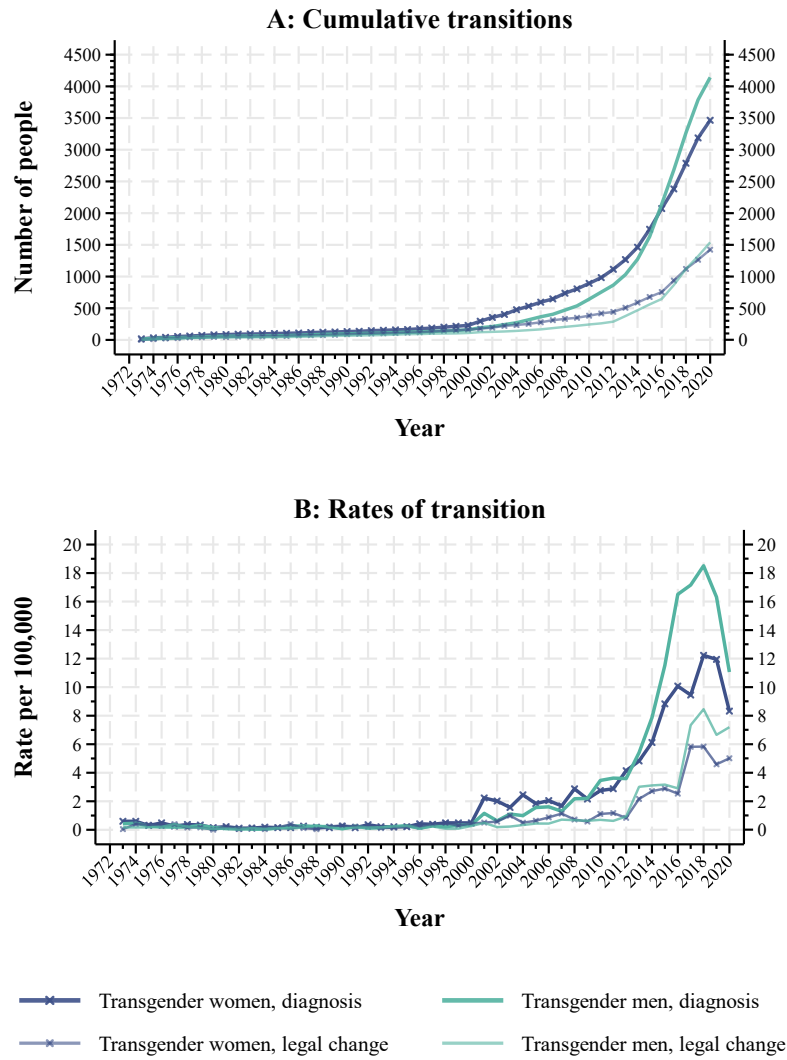 A: Cumulative transitions
4500 4500
4000 4000
3500 3500
3000 3000
2500 2500
2000 2000
1500 1500
1000 1000
500 500
0 0
Number of people
1972 1974 1976 1978 1980 1982 1984 1986 1988 1990 1992 1994 1996 1998 2000 2002 2004 2006 2008 2010 2012 2014 2016 2018 2020
Year
B: Rates of transition
20 20
18 18
16 16
14 14
12 12
10 10
8 8
6 6
4 4
2 2
0 0
Rate per 100,000
1972 1974 1976 1978 1980 1982 1984 1986 1988 1990 1992 1994 1996 1998 2000 2002 2004 2006 2008 2010 2012 2014 2016 2018 2020
Year
Transgender women, diagnosis Transgender men, diagnosis
Transgender women, legal change Transgender men, legal change